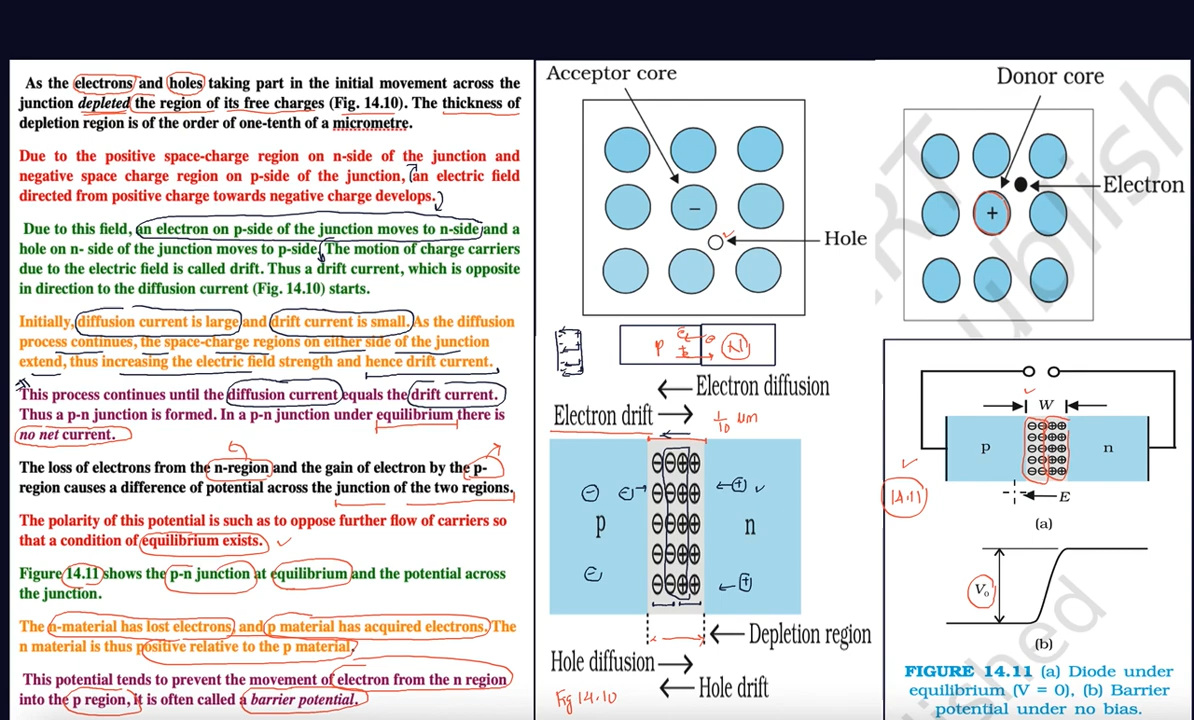 As the electrons and holes taking part in the initial movement across the
junction depleted the region of its free charges (Fig. 14.10). The thickness of
depletion region is of the order of one-tenth of a micrometre.
Due to the positive space-charge region on n-side of the junction and
negative space charge region on p-side of the junction, an electric field
directed from positive charge towards negative charge develops.
Due to this field, an electron on p-side of the junction moves to n-side and a
hole on n- side of the junction moves to p-side. The motion of charge carriers
due to the electric field is called drift. Thus a drift current, which is opposite
in direction to the diffusion current (Fig. 14.10) starts.
Initially, diffusion current is large and drift current is small. As the diffusion
process continues, the space-charge regions on either side of the junction
extend, thus increasing the electric field strength and hence drift current.
This process continues until the diffusion current equals the drift current.
Thus a p-n junction is formed. In a p-n junction under equilibrium there is
no net current.
The loss of electrons from the n-region and the gain of electron by the p-
region causes a difference of potential across the junction of the two regions.
The polarity of this potential is such as to oppose further flow of carriers so
that a condition of equilibrium exists.
Figure 14.11 shows the p-n junction at equilibrium and the potential across
the junction.
The n-material has lost electrons, and p material has acquired electrons. The
n material is thus positive relative to the p material.
This potential tends to prevent the movement of electron from the n region
into the p region, it is often called a barrier potential.
Acceptor core
−
Hole
p
N
Electron diffusion
Electron drift
1/10 μm
p
n
Depletion region
Hole diffusion
Hole drift
Fig 14.10
Donor core
Electron
+
W
p
n
14.11
E
(a)
V₀
(b)
FIGURE 14.11 (a) Diode under
equilibrium (V = 0), (b) Barrier
potential under no bias.